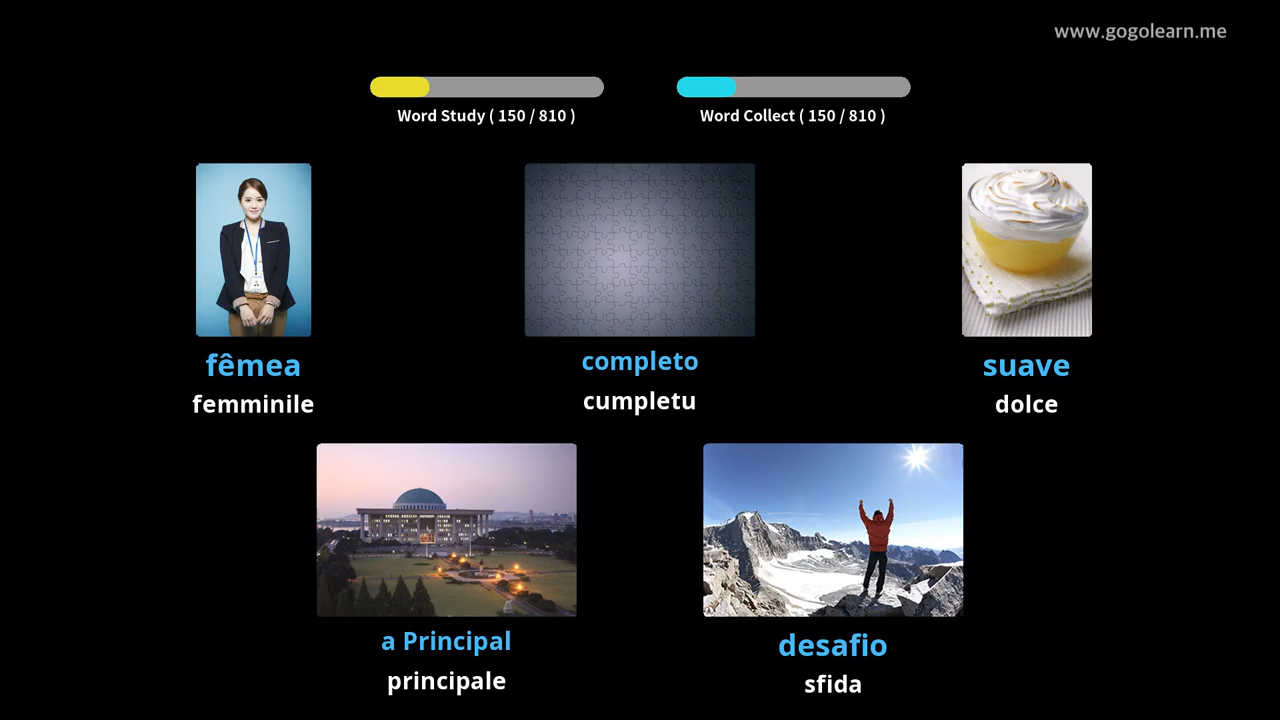 www.gogolearn.me
Word Study ( 150 / 810 )
Word Collect ( 150 / 810 )
fêmea
femminile
completo
cumpletu
suave
dolce
a Principal
principale
desafio
sfida